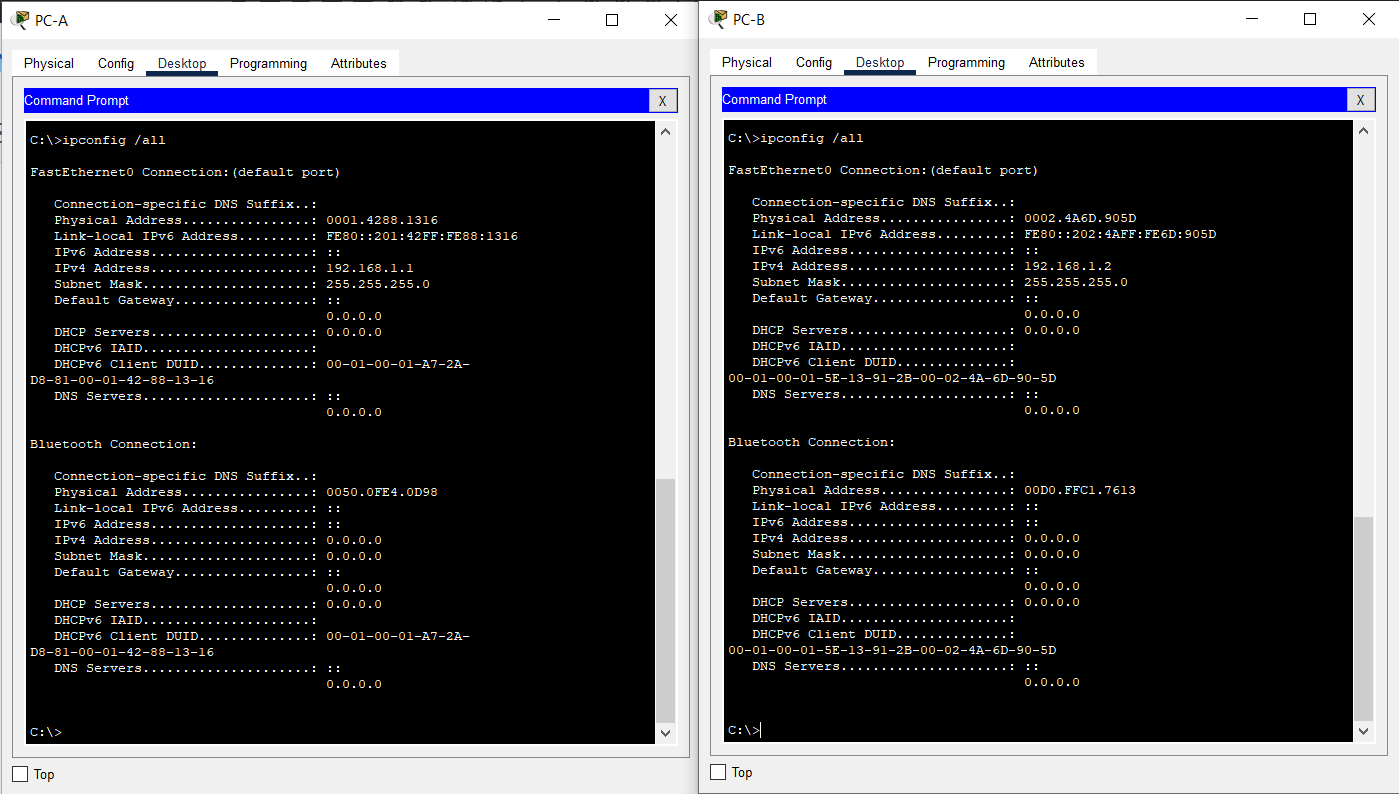 PC-A
Physical Config Desktop Programming Attributes
Command Prompt
X
C:\>ipconfig /all
FastEthernet0 Connection:(default port)
Connection-specific DNS Suffix..:
Physical Address................: 0001.4288.1316
Link-local IPv6 Address.........: FE80::201:42FF:FE88:1316
IPv6 Address....................: ::
IPv4 Address....................: 192.168.1.1
Subnet Mask.....................: 255.255.255.0
Default Gateway.................: ::
0.0.0.0
DHCP Servers....................: 0.0.0.0
DHCPv6 IAID.....................:
DHCPv6 Client DUID..............: 00-01-00-01-A7-2A-
D8-81-00-01-42-88-13-16
DNS Servers.....................: ::
0.0.0.0
Bluetooth Connection:
Connection-specific DNS Suffix..:
Physical Address................: 0050.0FE4.0D98
Link-local IPv6 Address.........: ::
IPv6 Address....................: ::
IPv4 Address....................: 0.0.0.0
Subnet Mask.....................: 0.0.0.0
Default Gateway.................: ::
0.0.0.0
DHCP Servers....................: 0.0.0.0
DHCPv6 IAID.....................:
DHCPv6 Client DUID..............: 00-01-00-01-A7-2A-
D8-81-00-01-42-88-13-16
DNS Servers.....................: ::
0.0.0.0
C:\>
Top
PC-B
Physical Config Desktop Programming Attributes
Command Prompt
X
C:\>ipconfig /all
FastEthernet0 Connection:(default port)
Connection-specific DNS Suffix..:
Physical Address................: 0002.4A6D.905D
Link-local IPv6 Address.........: FE80::202:4AFF:FE6D:905D
IPv6 Address....................: ::
IPv4 Address....................: 192.168.1.2
Subnet Mask.....................: 255.255.255.0
Default Gateway.................: ::
0.0.0.0
DHCP Servers....................: 0.0.0.0
DHCPv6 IAID.....................:
DHCPv6 Client DUID..............:
00-01-00-01-5E-13-91-2B-00-02-4A-6D-90-5D
DNS Servers.....................: ::
0.0.0.0
Bluetooth Connection:
Connection-specific DNS Suffix..:
Physical Address................: 00D0.FFC1.7613
Link-local IPv6 Address.........: ::
IPv6 Address....................: ::
IPv4 Address....................: 0.0.0.0
Subnet Mask.....................: 0.0.0.0
Default Gateway.................: ::
0.0.0.0
DHCP Servers....................: 0.0.0.0
DHCPv6 IAID.....................:
DHCPv6 Client DUID..............:
00-01-00-01-5E-13-91-2B-00-02-4A-6D-90-5D
DNS Servers.....................: ::
0.0.0.0
C:\>
Top